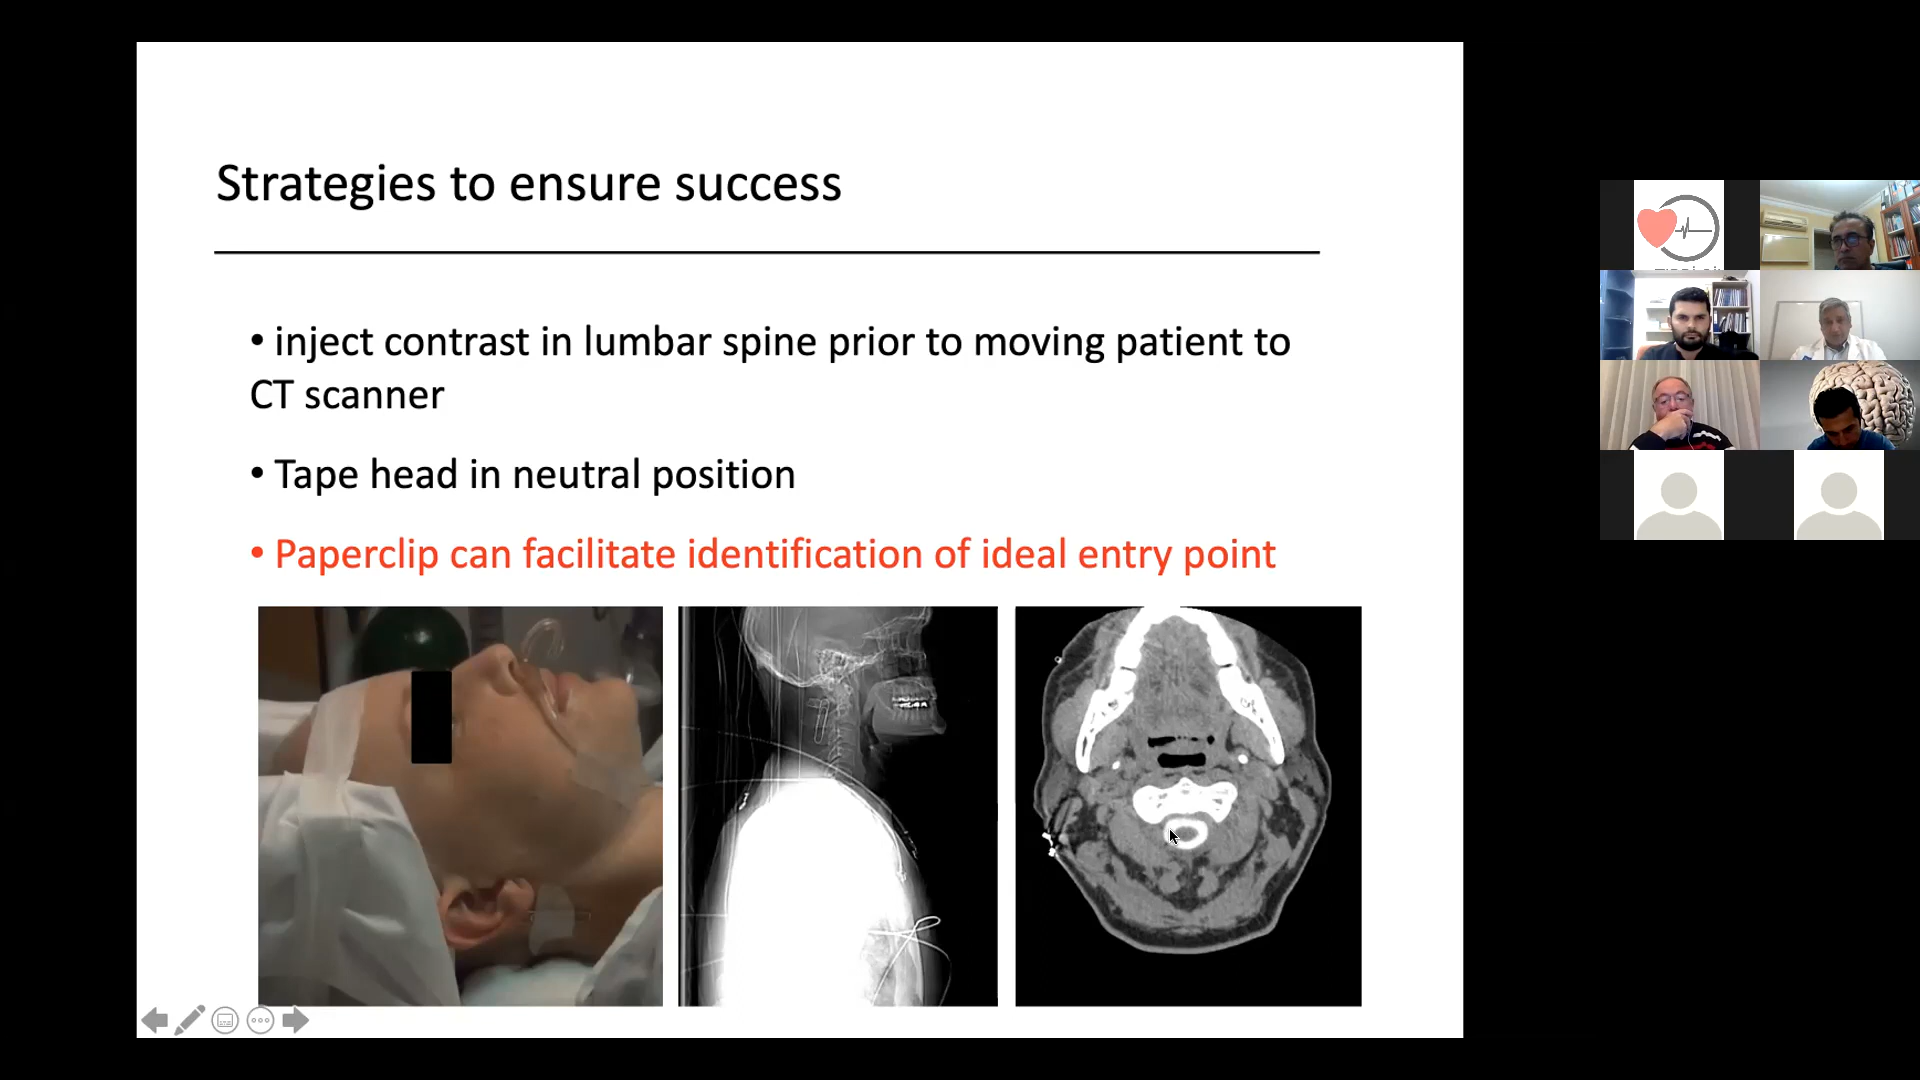 Strategies to ensure success
• inject contrast in lumbar spine prior to moving patient to
CT scanner
• Tape head in neutral position
• Paperclip can facilitate identification of ideal entry point